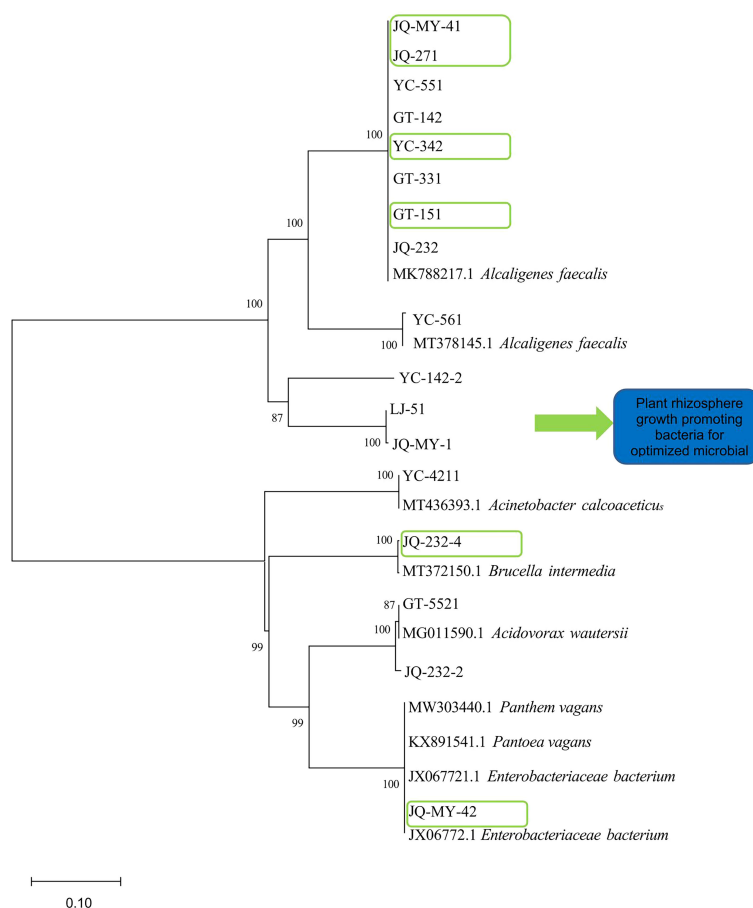 JQ-MY-41
JQ-271
YC-551
GT-142
100
YC-342
GT-331
GT-151
100
JQ-232
MK788217.1 Alcaligenes faecalis
100
YC-561
100
MT378145.1 Alcaligenes faecalis
YC-142-2
87
LJ-51
100
JQ-MY-1
Plant rhizosphere
growth promoting
bacteria for
optimized microbial
100
YC-4211
MT436393.1 Acinetobacter calcoaceticus
100
JQ-232-4
MT372150.1 Brucella intermedia
87
GT-5521
100
MG011590.1 Acidovorax wautersii
99
JQ-232-2
MW303440.1 Panthem vagans
99
KX891541.1 Pantoea vagans
JX067721.1 Enterobacteriaceae bacterium
100
JQ-MY-42
JX06772.1 Enterobacteriaceae bacterium
0.10